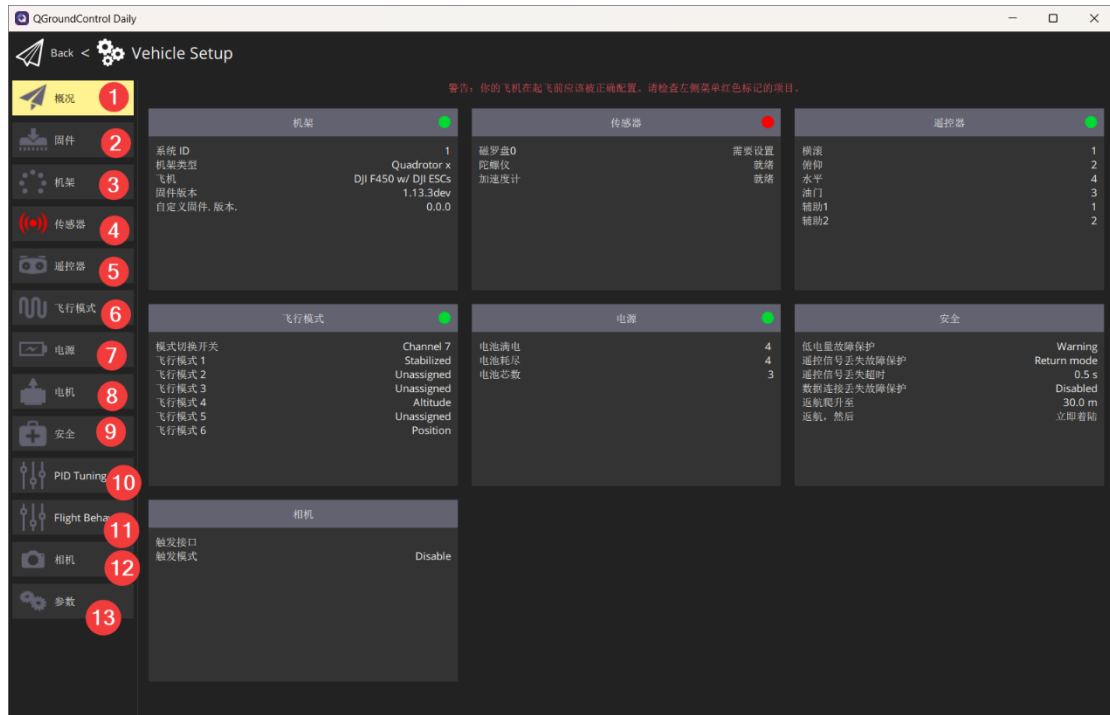 QGroundControl Daily
Back < Vehicle Setup
警告：你的飞机在起飞前应该被正确配置。请检查左侧菜单红色标记的项目。
概况 1
固件 2
机架 3
传感器 4
遥控器 5
飞行模式 6
电源 7
电机 8
安全 9
PID Tuning 10
Flight Beha 11
相机 12
参数 13
机架
系统 ID 1
机架类型 Quadrotor x
飞机 DJI F450 w/ DJI ESCs
固件版本 1.13.3dev
自定义固件. 版本. 0.0.0
传感器
磁罗盘0 需要设置
陀螺仪 就绪
加速度计 就绪
遥控器
横滚 1
俯仰 2
水平 4
油门 3
辅助1 1
辅助2 2
飞行模式
模式切换开关 Channel 7
飞行模式 1 Stabilized
飞行模式 2 Unassigned
飞行模式 3 Unassigned
飞行模式 4 Altitude
飞行模式 5 Unassigned
飞行模式 6 Position
电源
电池满电 4
电池耗尽 4
电池芯数 3
安全
低电量故障保护 Warning
遥控信号丢失故障保护 Return mode
遥控信号丢失超时 0.5 s
数据连接丢失故障保护 Disabled
返航爬升至 30.0 m
返航，然后 立即着陆
相机
触发接口
触发模式 Disable